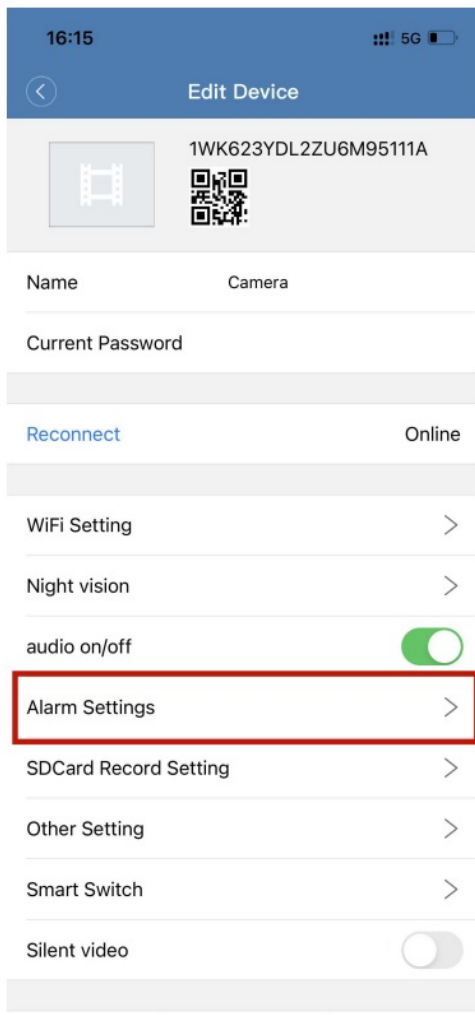 16:15 5G
Edit Device
1WK623YDL2ZU6M95111A
Name Camera
Current Password
Reconnect Online
WiFi Setting
Night vision
audio on/off
Alarm Settings
SDCard Record Setting
Other Setting
Smart Switch
Silent video